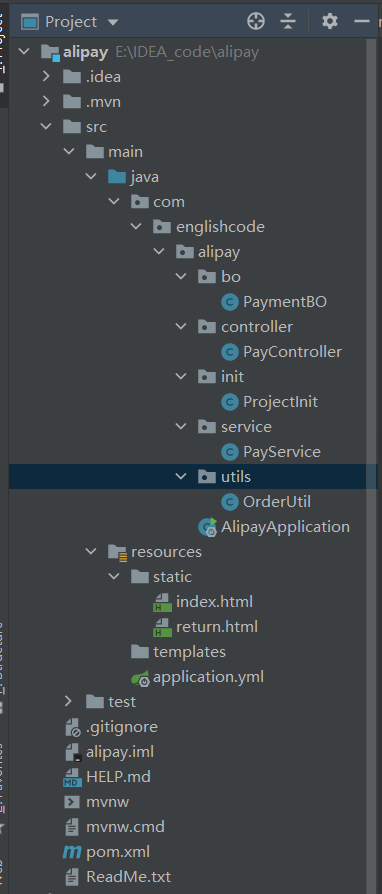 Project
alipay E:\IDEA_code\alipay
.idea
.mvn
src
main
java
com
englishcode
alipay
bo
PaymentBO
controller
PayController
init
ProjectInit
service
PayService
utils
OrderUtil
AlipayApplication
resources
static
index.html
return.html
templates
application.yml
test
.gitignore
alipay.iml
HELP.md
mvnw
mvnw.cmd
pom.xml
ReadMe.txt